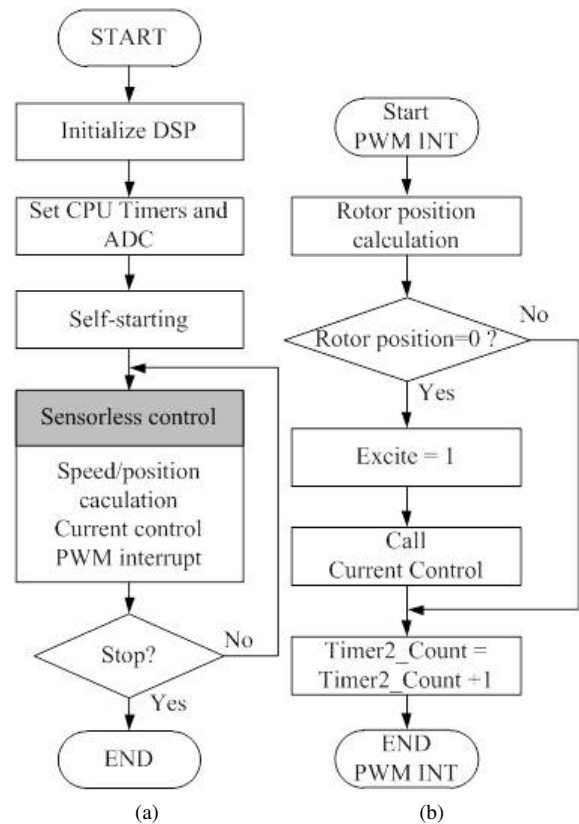 START
Initialize DSP
Set CPU Timers and
ADC
Self-starting
Sensorless control
Speed/position
caculation
Current control
PWM interrupt
Stop?
No
Yes
END
(a)
Start
PWM INT
Rotor position
calculation
Rotor position=0 ?
No
Yes
Excite = 1
Call
Current Control
Timer2_Count =
Timer2_Count +1
END
PWM INT
(b)